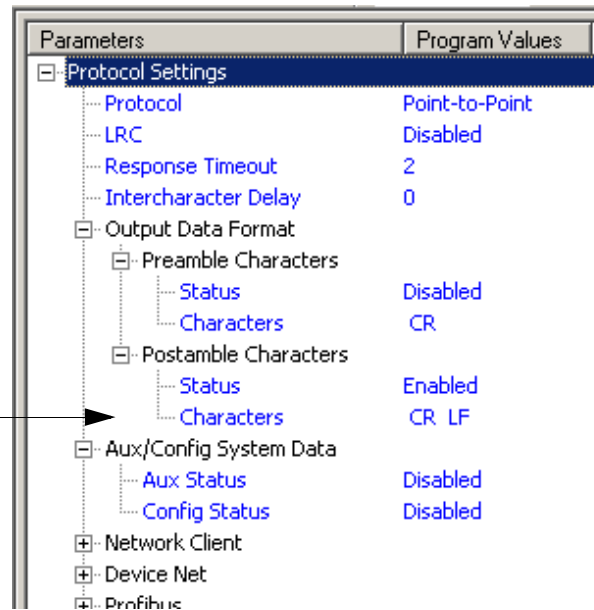 Parameters Program Values
Protocol Settings
Protocol Point-to-Point
LRC Disabled
Response Timeout 2
Intercharacter Delay 0
Output Data Format
Preamble Characters
Status Disabled
Characters CR
Postamble Characters
Status Enabled
Characters CR LF
Aux/Config System Data
Aux Status Disabled
Config Status Disabled
Network Client
Device Net
Profibus